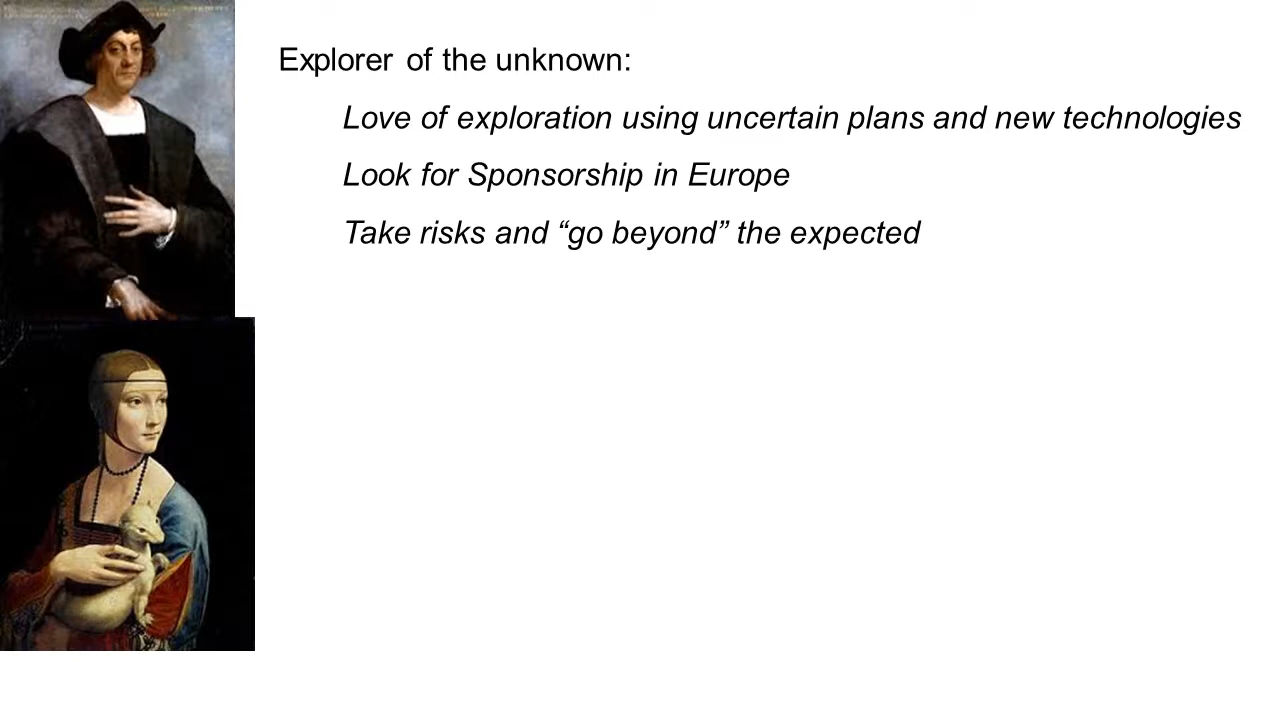 Explorer of the unknown:
Love of exploration using uncertain plans and new technologies
Look for Sponsorship in Europe
Take risks and “go beyond” the expected